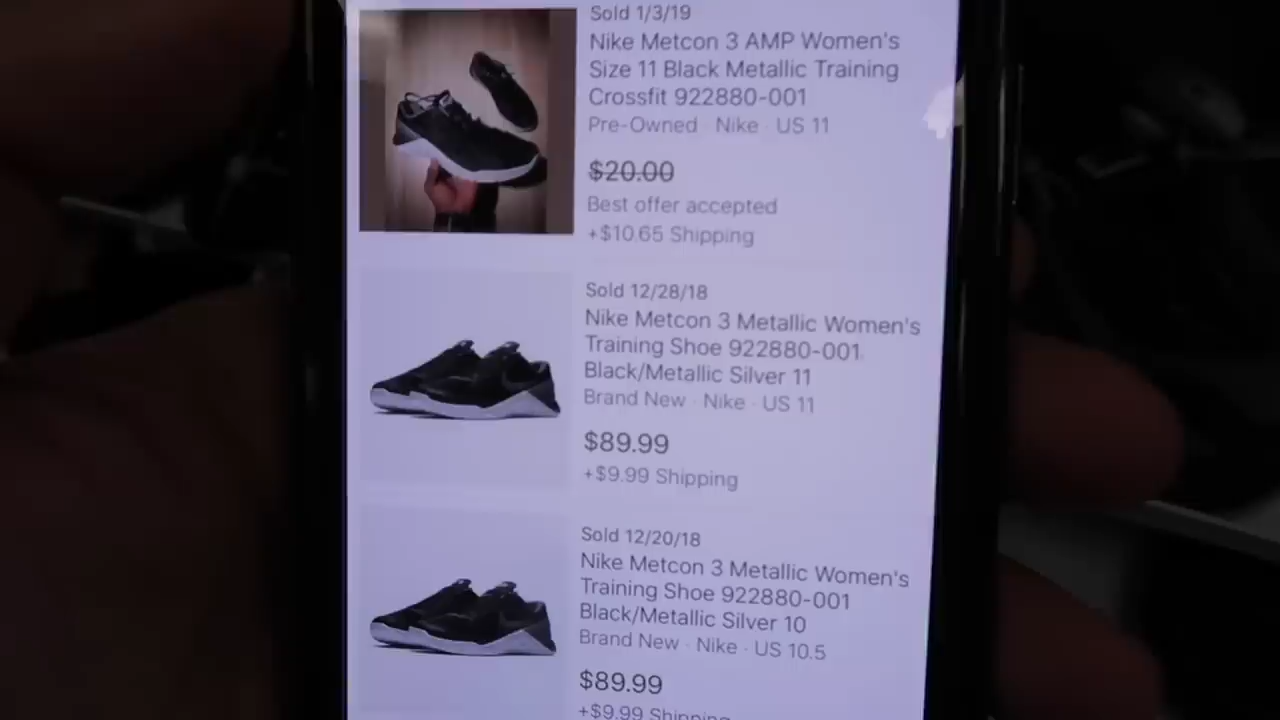 Sold 1/3/19
Nike Metcon 3 AMP Women's
Size 11 Black Metallic Training
Crossfit 922880-001
Pre-Owned · Nike · US 11
$20.00
Best offer accepted
+$10.65 Shipping
Sold 12/28/18
Nike Metcon 3 Metallic Women's
Training Shoe 922880-001
Black/Metallic Silver 11
Brand New · Nike · US 11
$89.99
+$9.99 Shipping
Sold 12/20/18
Nike Metcon 3 Metallic Women's
Training Shoe 922880-001
Black/Metallic Silver 10
Brand New · Nike · US 10.5
$89.99
+$9.99 Shipping